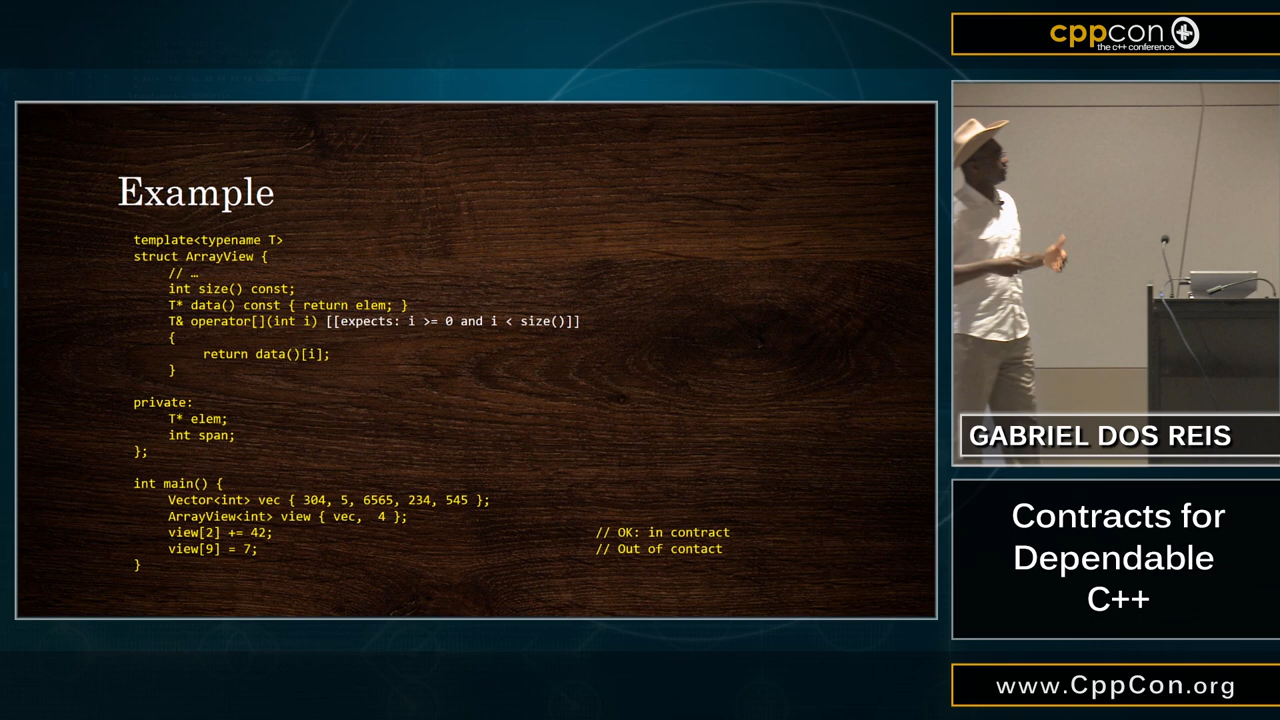 cppcon
the c++ conference
Example
template<typename T>
struct ArrayView {
// …
int size() const;
T* data() const { return elem; }
T& operator[](int i) [[expects: i >= 0 and i < size()]]
{
return data()[i];
}
private:
T* elem;
int span;
};
int main() {
Vector<int> vec { 304, 5, 6565, 234, 545 };
ArrayView<int> view { vec,  4 };
view[2] += 42; // OK: in contract
view[9] = 7; // Out of contact
}
GABRIEL DOS REIS
Contracts for
Dependable
C++
www.CppCon.org